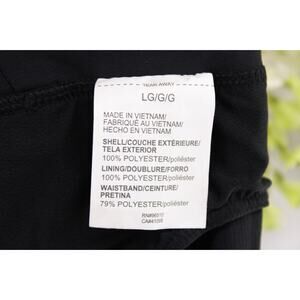 TEAR AWAY
LG/G/G
MADE IN VIETNAM/
FABRIQUÉ AU VIETNAM/
HECHO EN VIETNAM
SHELL/COUCHE EXTÉRIEURE/
TELA EXTERIOR
100% POLYESTER/poliéster
LINING/DOUBLURE/FORRO
100% POLYESTER/poliéster
WAISTBAND/CEINTURE/
PRETINA
79% POLYESTER/poliéster